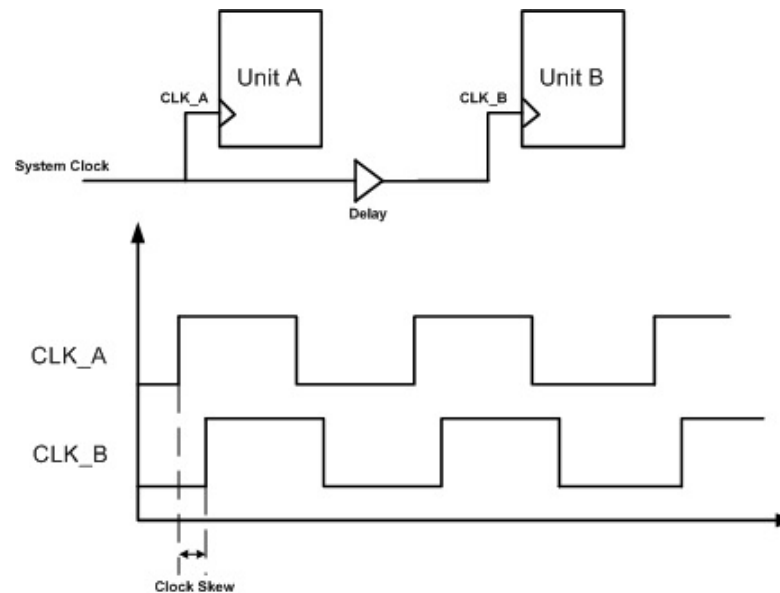 Unit A
Unit B
CLK_A
CLK_B
System Clock
Delay
CLK_A
CLK_B
Clock Skew